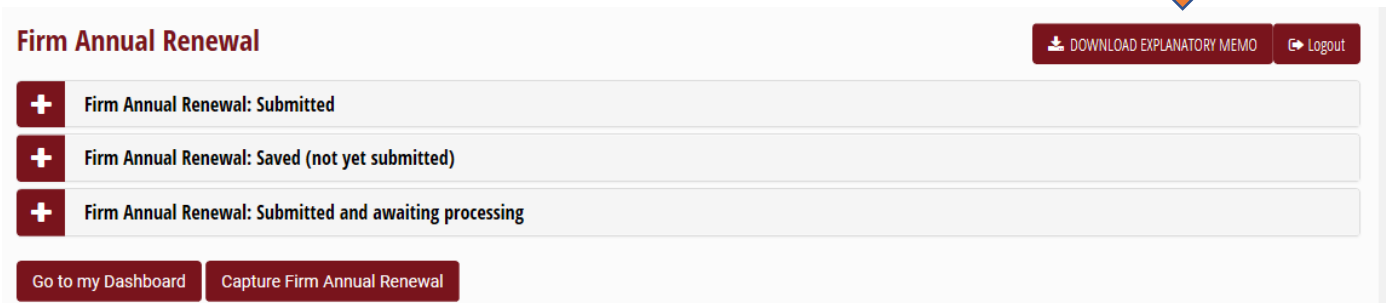 Firm Annual Renewal
DOWNLOAD EXPLANATORY MEMO
Logout
Firm Annual Renewal: Submitted
Firm Annual Renewal: Saved (not yet submitted)
Firm Annual Renewal: Submitted and awaiting processing
Go to my Dashboard
Capture Firm Annual Renewal